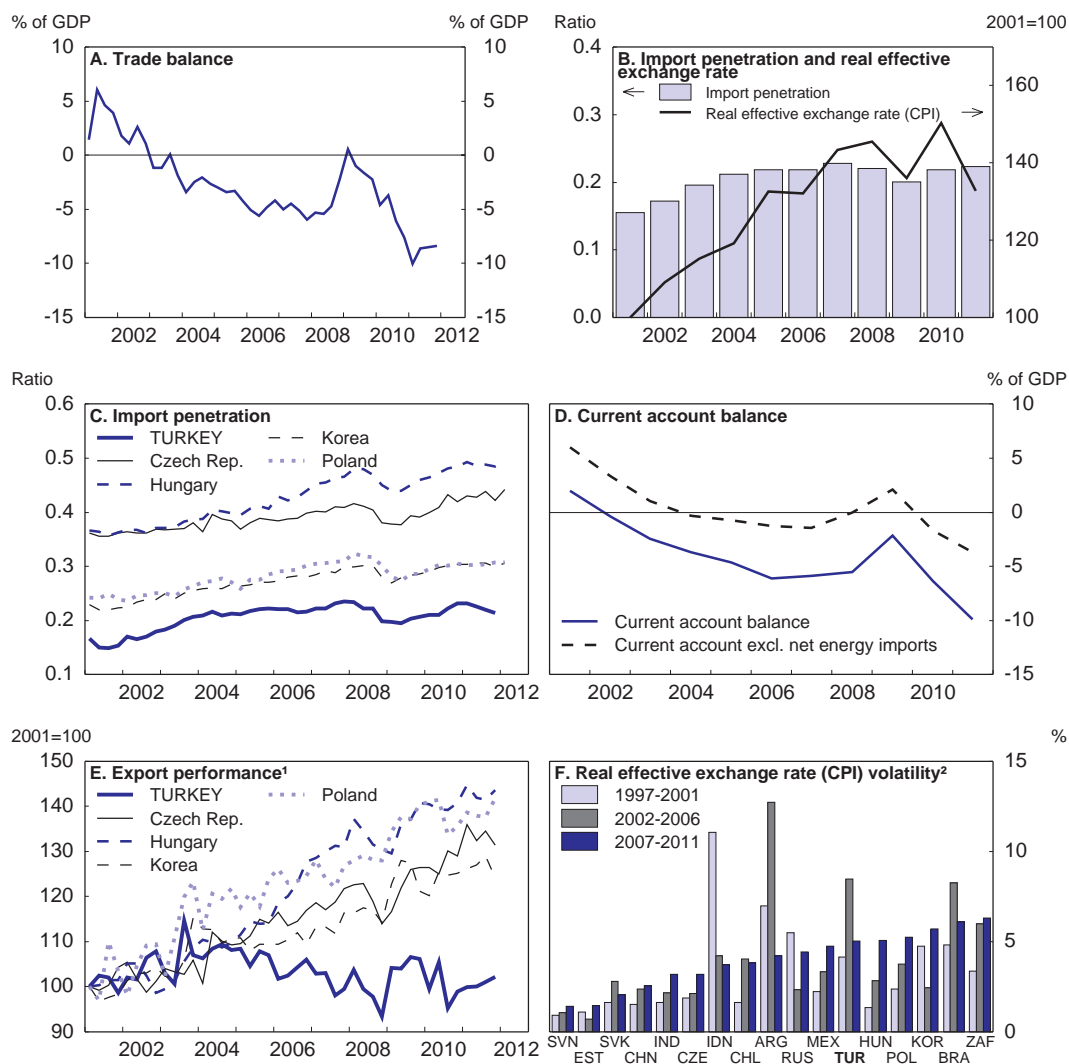 % of GDP % of GDP
10 10
A. Trade balance
5 5
0 0
-5 -5
-10 -10
-15 -15
2002 2004 2006 2008 2010 2012
Ratio 2001=100
0.4
B. Import penetration and real effective
exchange rate
160
Import penetration
0.3
Real effective exchange rate (CPI)
140
0.2
120
0.1
0.0 100
2002 2004 2006 2008 2010
Ratio
0.6
C. Import penetration
TURKEY Korea
Czech Rep. Poland
Hungary
0.5
0.4
0.3
0.2
0.1
2002 2004 2006 2008 2010 2012
% of GDP
10
D. Current account balance
5
0
-5
Current account balance
-10
Current account excl. net energy imports
-15
2002 2004 2006 2008 2010
2001=100
150
E. Export performance¹
TURKEY Poland
Czech Rep.
140
Hungary
Korea
130
120
110
100
90
2002 2004 2006 2008 2010 2012
%
15
F. Real effective exchange rate (CPI) volatility²
1997-2001
2002-2006
2007-2011
10
5
0
SVN SVK IND IDN ARG MEX HUN KOR ZAF
EST CHN CZE CHL RUS TUR POL BRA